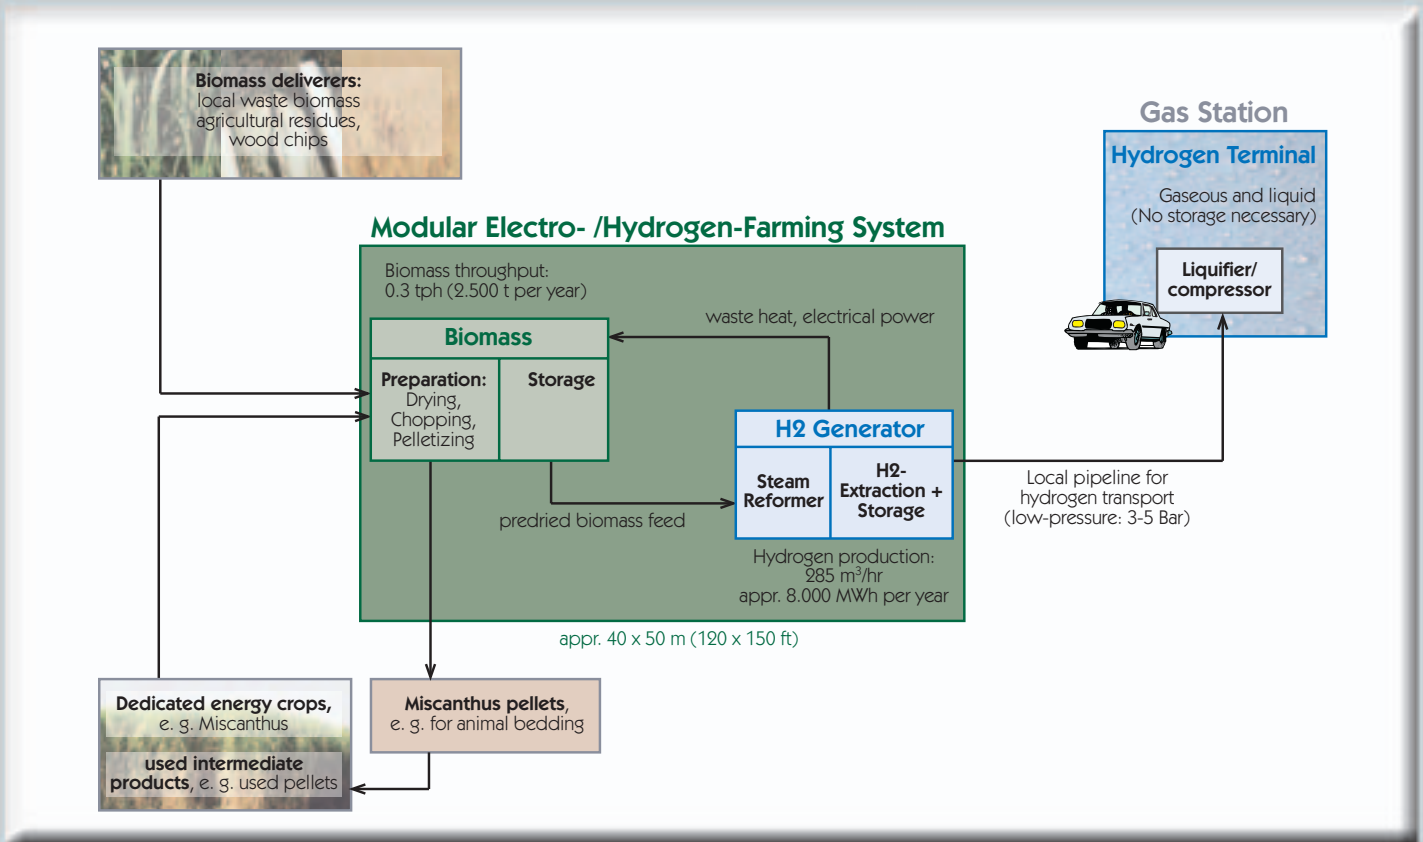 Biomass deliverers:
local waste biomass
agricultural residues,
wood chips
Gas Station
Hydrogen Terminal
Gaseous and liquid
(No storage necessary)
Liquifier/
compressor
Modular Electro- /Hydrogen-Farming System
Biomass throughput:
0.3 tph (2.500 t per year)
waste heat, electrical power
Biomass
Preparation:
Drying,
Chopping,
Pelletizing
Storage
H2 Generator
Steam
Reformer
H2-
Extraction +
Storage
predried biomass feed
Local pipeline for
hydrogen transport
(low-pressure: 3-5 Bar)
Hydrogen production:
285 m³/hr
appr. 8.000 MWh per year
appr. 40 x 50 m (120 x 150 ft)
Dedicated energy crops,
e. g. Miscanthus
used intermediate
products, e. g. used pellets
Miscanthus pellets,
e. g. for animal bedding